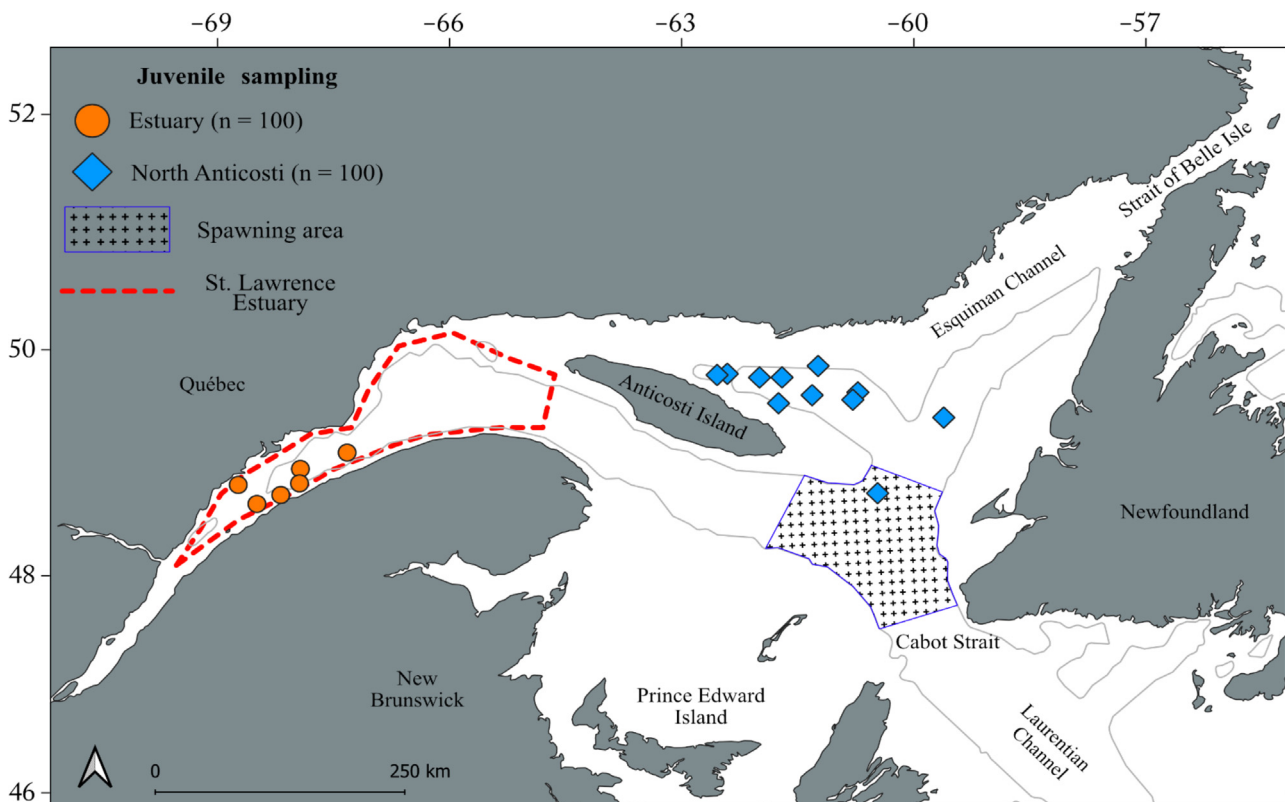 −69 −66 −63 −60 −57
Juvenile sampling
Estuary (n = 100)
North Anticosti (n = 100)
Spawning area
St. Lawrence
Estuary
52
50
48
46
Strait of Belle Isle
Esquiman Channel
Québec
Anticosti Island
Newfoundland
Cabot Strait
New
Brunswick
Prince Edward
Island
Laurentian
Channel
0 250 km